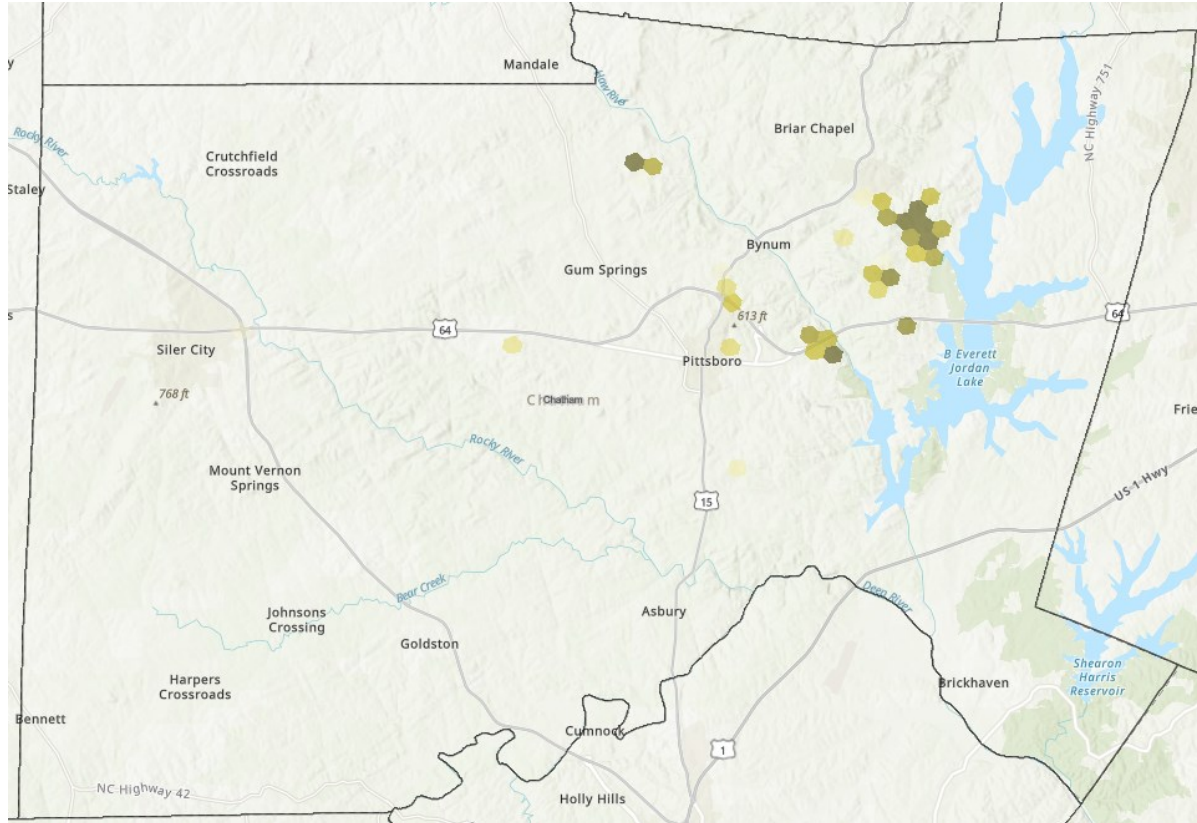 Mandale
y
Haw River
NC Highway 751
Briar Chapel
Rocky River
Crutchfield
Crossroads
Staley
Bynum
Gum Springs
s
64
613 ft
64
Siler City
Pittsboro
B Everett
Jordan
Lake
768 ft
Chatham
Chatham
Frie
Rocky River
Mount Vernon
Springs
US 1 Hwy
15
Bear Creek
Deep River
Johnsons
Crossing
Asbury
Goldston
Harpers
Crossroads
Shearon
Harris
Reservoir
Brickhaven
Bennett
Cumnock
1
NC Highway 42
Holly Hills